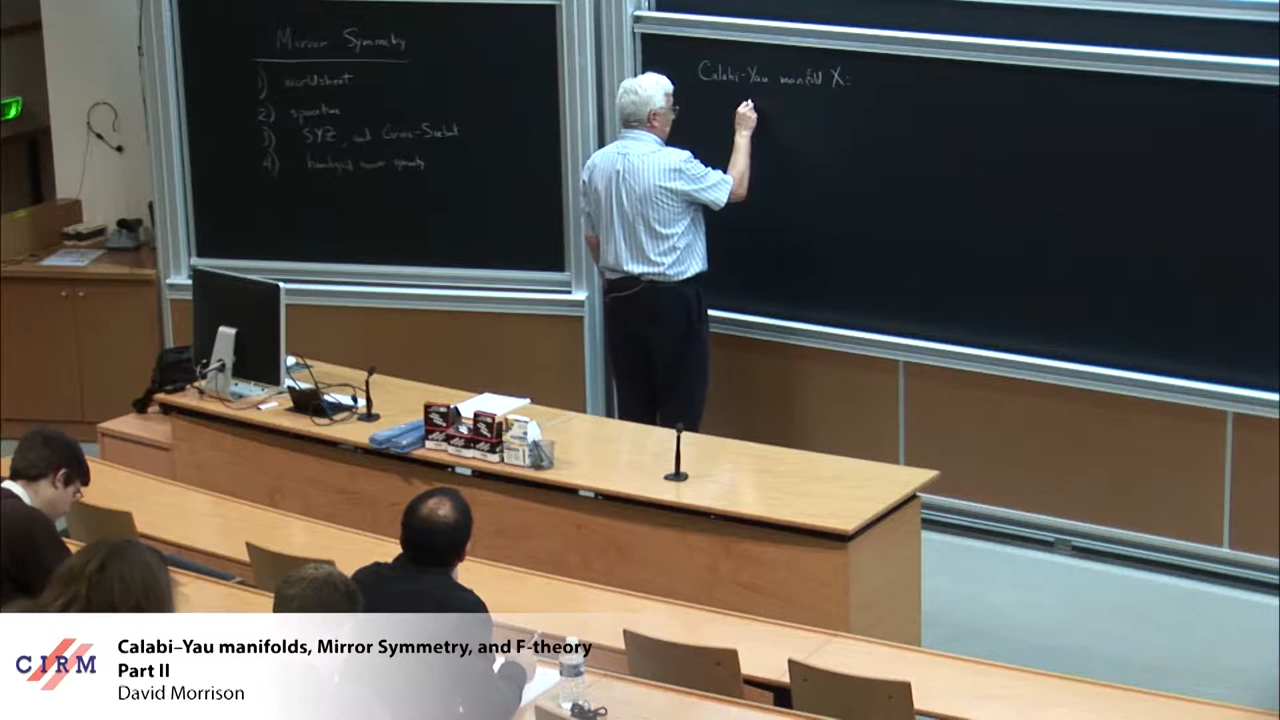 Mirror Symmetry
1) worldsheet
2) spacetime
3) SYZ, and Gross-Siebert
4) homological mirror symmetry
Calabi-Yau manifold X:
CIRM
Calabi–Yau manifolds, Mirror Symmetry, and F-theory
Part II
David Morrison